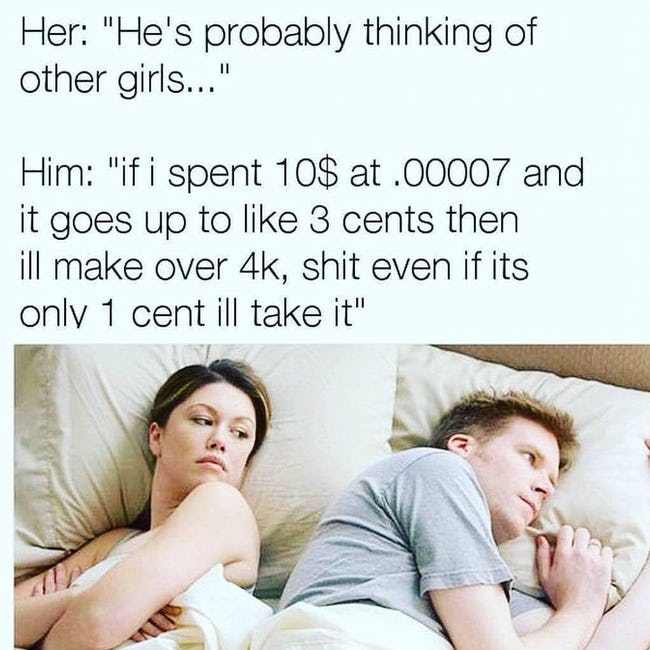 Her: "He's probably thinking of
other girls..."
Him: "if i spent 10$ at .00007 and
it goes up to like 3 cents then
ill make over 4k, shit even if its
only 1 cent ill take it"